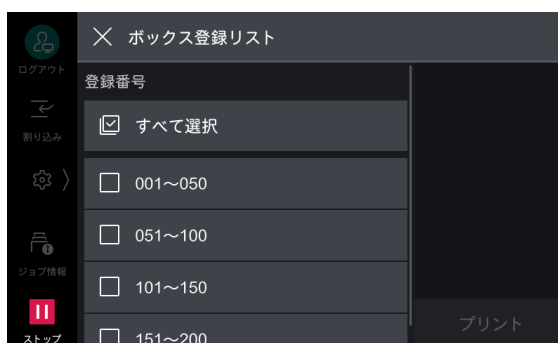 ログアウト
割り込み
ジョブ情報
ストップ
ボックス登録リスト
登録番号
すべて選択
001〜050
051〜100
101〜150
151〜200
プリント